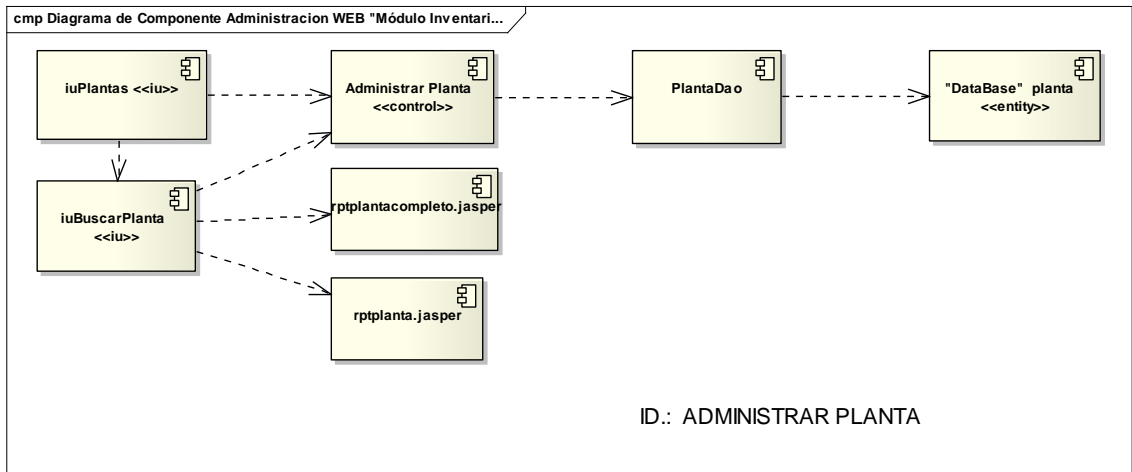 cmp Diagrama de Componente Administracion WEB "Módulo Inventari...
iuPlantas <<iu>>
Administrar Planta
<<control>>
PlantaDao
"DataBase" planta
<<entity>>
iuBuscarPlanta
<<iu>>
rptplantacompleto.jasper
rptplanta.jasper
ID.: ADMINISTRAR PLANTA